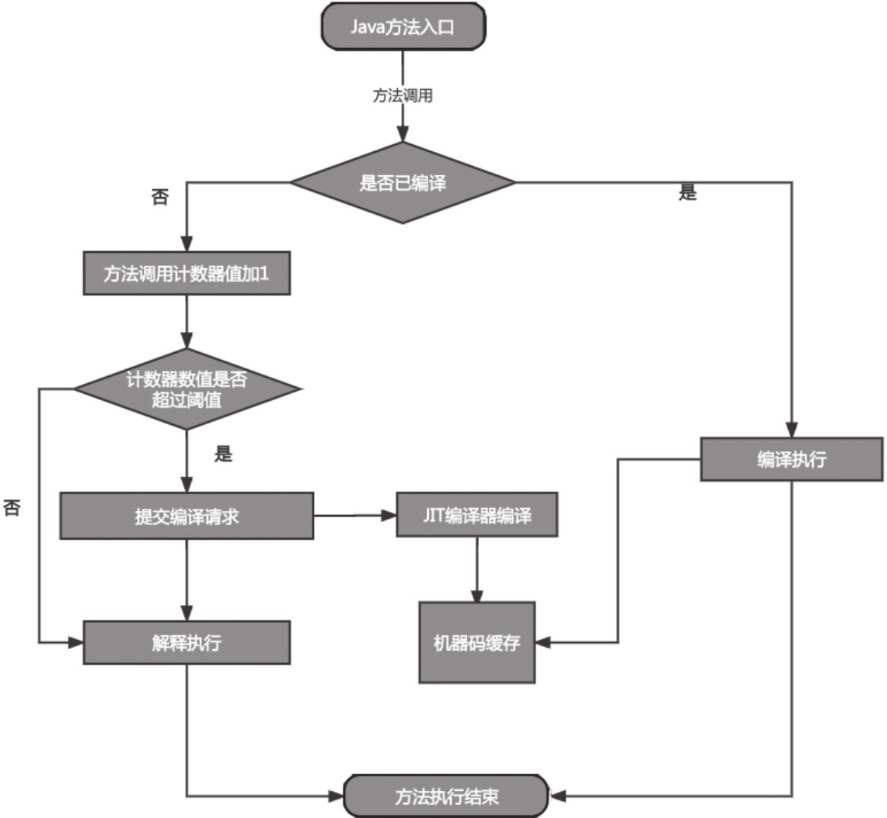 Java方法入口
方法调用
是否已编译
否
是
方法调用计数器值加1
计数器数值是否
超过阈值
是
否
编译执行
提交编译请求
JIT编译器编译
解释执行
机器码缓存
方法执行结束